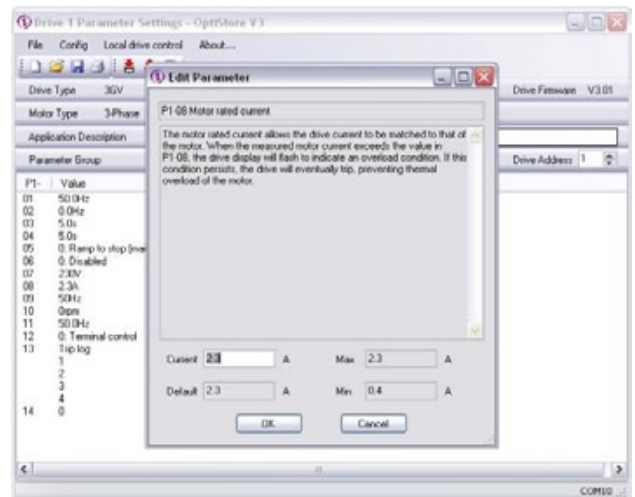 Drive 1 Parameter Settings - OptiStore V3
File Config Local drive control About...
Drive Type 3GV
Drive Firmware V3.01
Motor Type 3-Phase
Application Description
Parameter Group
Drive Address 1
Edit Parameter
P1-08 Motor rated current
The motor rated current allows the drive current to be matched to that of
the motor. When the measured motor current exceeds the value in
P1-08, the drive display will flash to indicate an overload condition. If this
condition persists, the drive will eventually trip, preventing thermal
overload of the motor.
Current 2.3 A Max 2.3 A
Default 2.3 A Min 0.4 A
OK Cancel
P1- Value
01 50.0Hz
02 0.0Hz
03 5.0s
04 5.0s
05 0: Ramp to stop (mai
06 0: Disabled
07 230V
08 2.3A
09 50Hz
10 0rpm
11 50.0Hz
12 0: Terminal control
13 Trip log
1
2
3
4
14 0
COM10